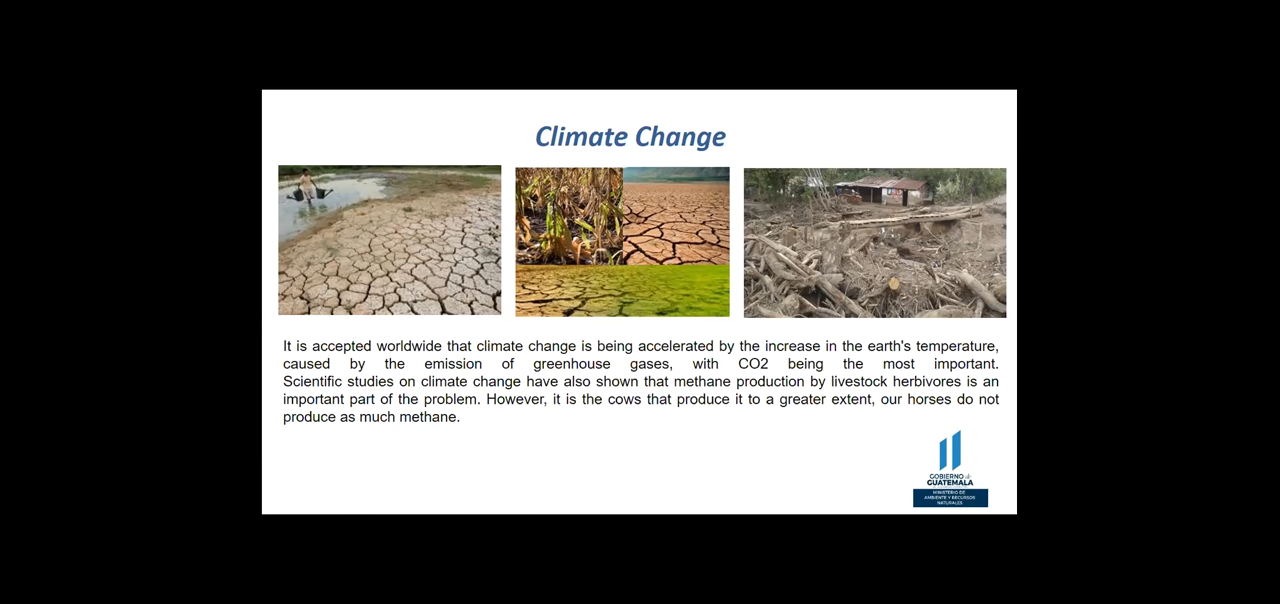 Climate Change
It is accepted worldwide that climate change is being accelerated by the increase in the earth's temperature,
caused by the emission of greenhouse gases, with CO2 being the most important.
Scientific studies on climate change have also shown that methane production by livestock herbivores is an
important part of the problem. However, it is the cows that produce it to a greater extent, our horses do not
produce as much methane.
GOBIERNO de
GUATEMALA
MINISTERIO DE
AMBIENTE Y RECURSOS
NATURALES